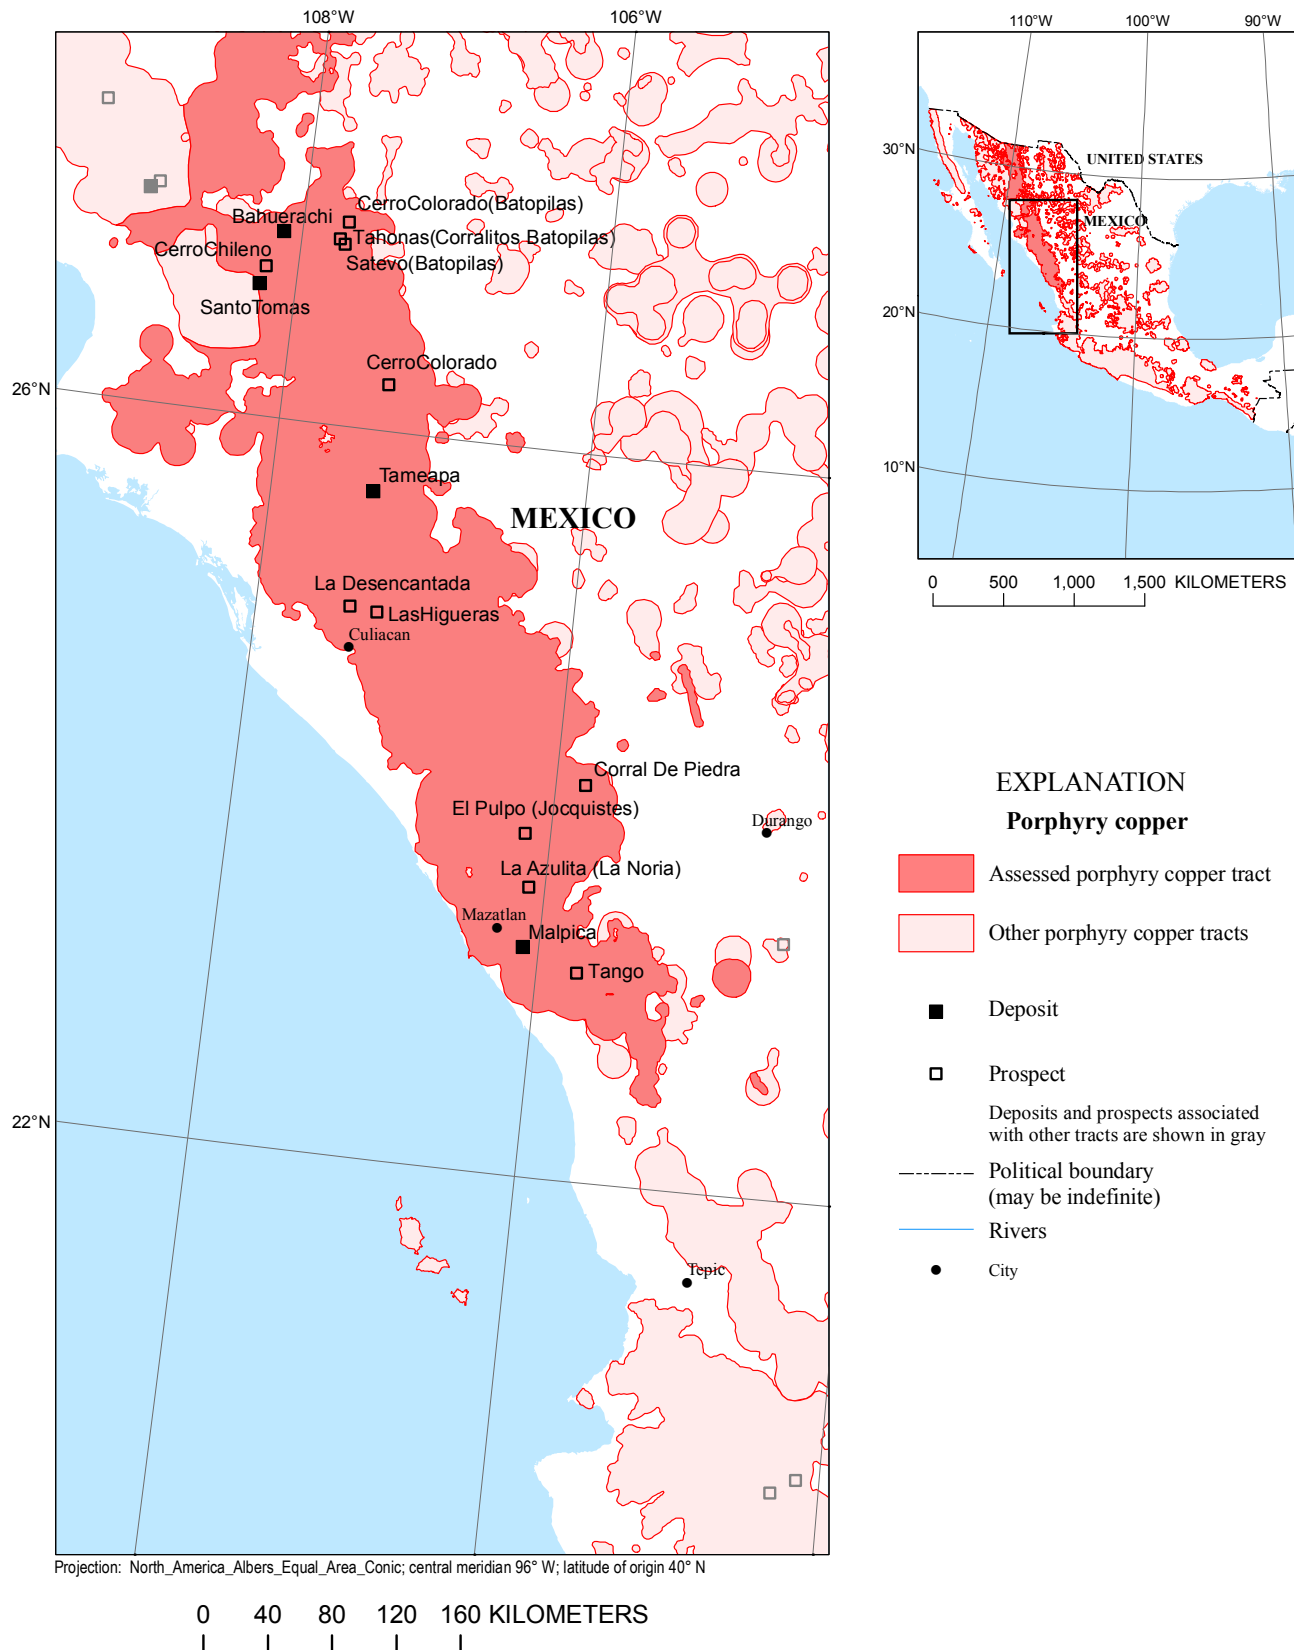 108°W
106°W
26°N
22°N
CerroColorado(Batopilas)
Bahuerachi
Tahonas(Corralitos Batopilas)
CerroChileno
Satevo(Batopilas)
SantoTomas
CerroColorado
Tameapa
MEXICO
La Desencantada
LasHigueras
Culiacan
Corral De Piedra
El Pulpo (Jocquistes)
Durango
La Azulita (La Noria)
Mazatlan
Malpica
Tango
Tepic
Projection: North_America_Albers_Equal_Area_Conic; central meridian 96° W; latitude of origin 40° N
0 40 80 120 160 KILOMETERS
110°W 100°W 90°W
30°N
20°N
10°N
UNITED STATES
MEXICO
0 500 1,000 1,500 KILOMETERS
EXPLANATION
Porphyry copper
Assessed porphyry copper tract
Other porphyry copper tracts
Deposit
Prospect
Deposits and prospects associated
with other tracts are shown in gray
Political boundary
(may be indefinite)
Rivers
City